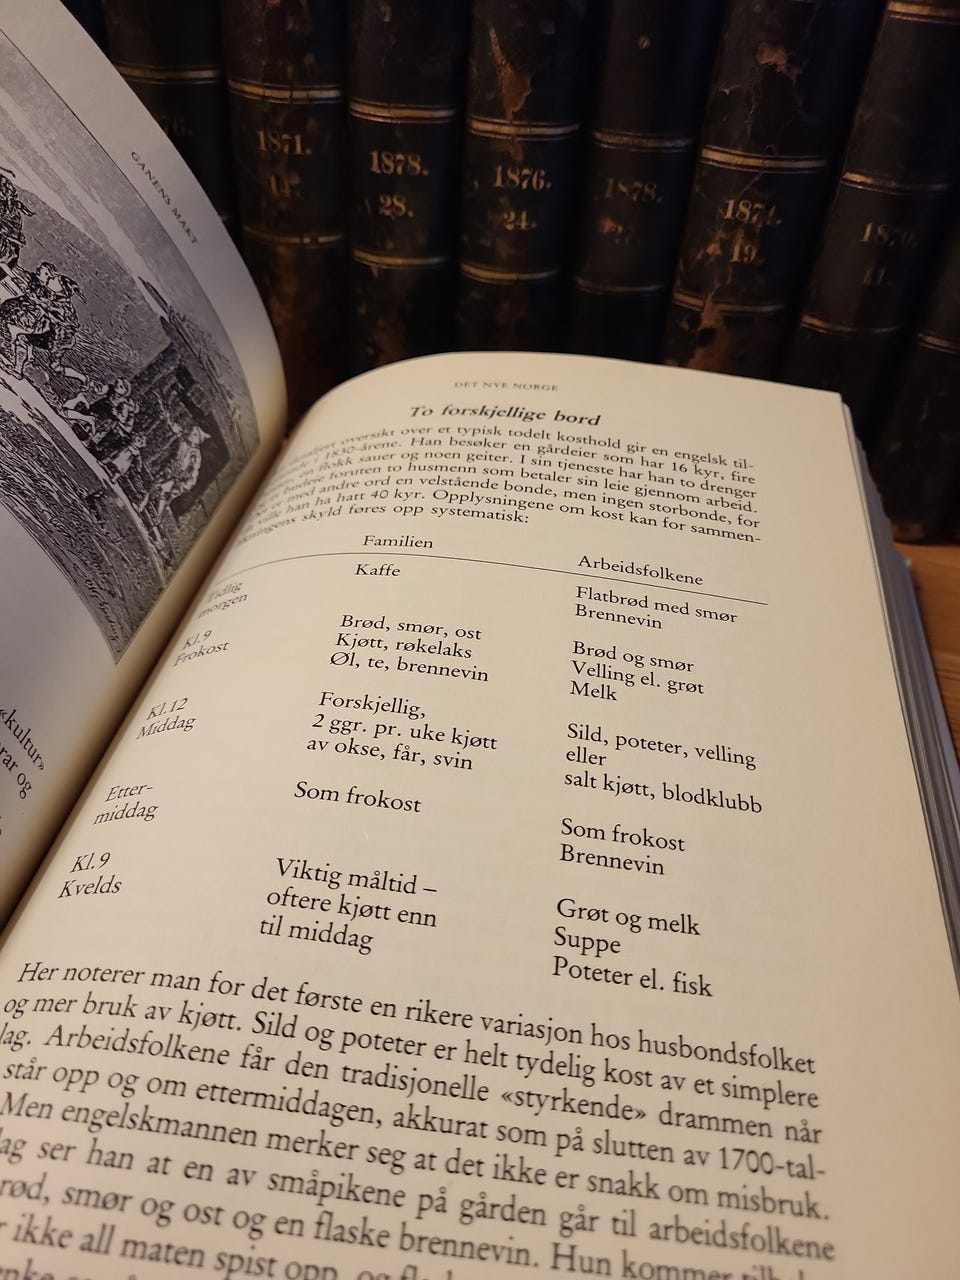 1871.
14.
1878.
28.
1876.
24.
1878.
19.
11.
GANENS MAKT
«kultur»
rar og
DET NYE NORGE
To forskjellige bord
oversikt over et typisk todelt kosthold gir en engelsk til-
i 1830-årene. Han besøker en gårdeier som har 16 kyr, fire
en flokk sauer og noen geiter. I sin tjeneste har han to drenger
budeie foruten to husmenn som betaler sin leie gjennom arbeid.
er med andre ord en velstående bonde, men ingen storbonde, for
ville han ha hatt 40 kyr. Opplysningene om kost kan for sammen-
skyld føres opp systematisk:
Familien
Arbeidsfolkene
Tidlig
morgen
Kaffe
Flatbrød med smør
Brennevin
Kl.9
Frokost
Brød, smør, ost
Kjøtt, røkelaks
Øl, te, brennevin
Brød og smør
Velling el. grøt
Melk
Kl.12
Middag
Forskjellig,
2 ggr. pr. uke kjøtt
av okse, får, svin
Sild, poteter, velling
eller
salt kjøtt, blodklubb
Etter-
middag
Som frokost
Som frokost
Brennevin
Kl.9
Kvelds
Viktig måltid –
oftere kjøtt enn
til middag
Grøt og melk
Suppe
Poteter el. fisk
Her noterer man for det første en rikere variasjon hos husbondsfolket
og mer bruk av kjøtt. Sild og poteter er helt tydelig kost av et simplere
lag. Arbeidsfolkene får den tradisjonelle «styrkende» drammen når
står opp og om ettermiddagen, akkurat som på slutten av 1700-tal-
Men engelskmannen merker seg at det ikke er snakk om misbruk.
ser han at en av småpikene på gården går til arbeidsfolkene
smør og ost og en flaske brennevin. Hun kommer
ikke all maten spist opp, og